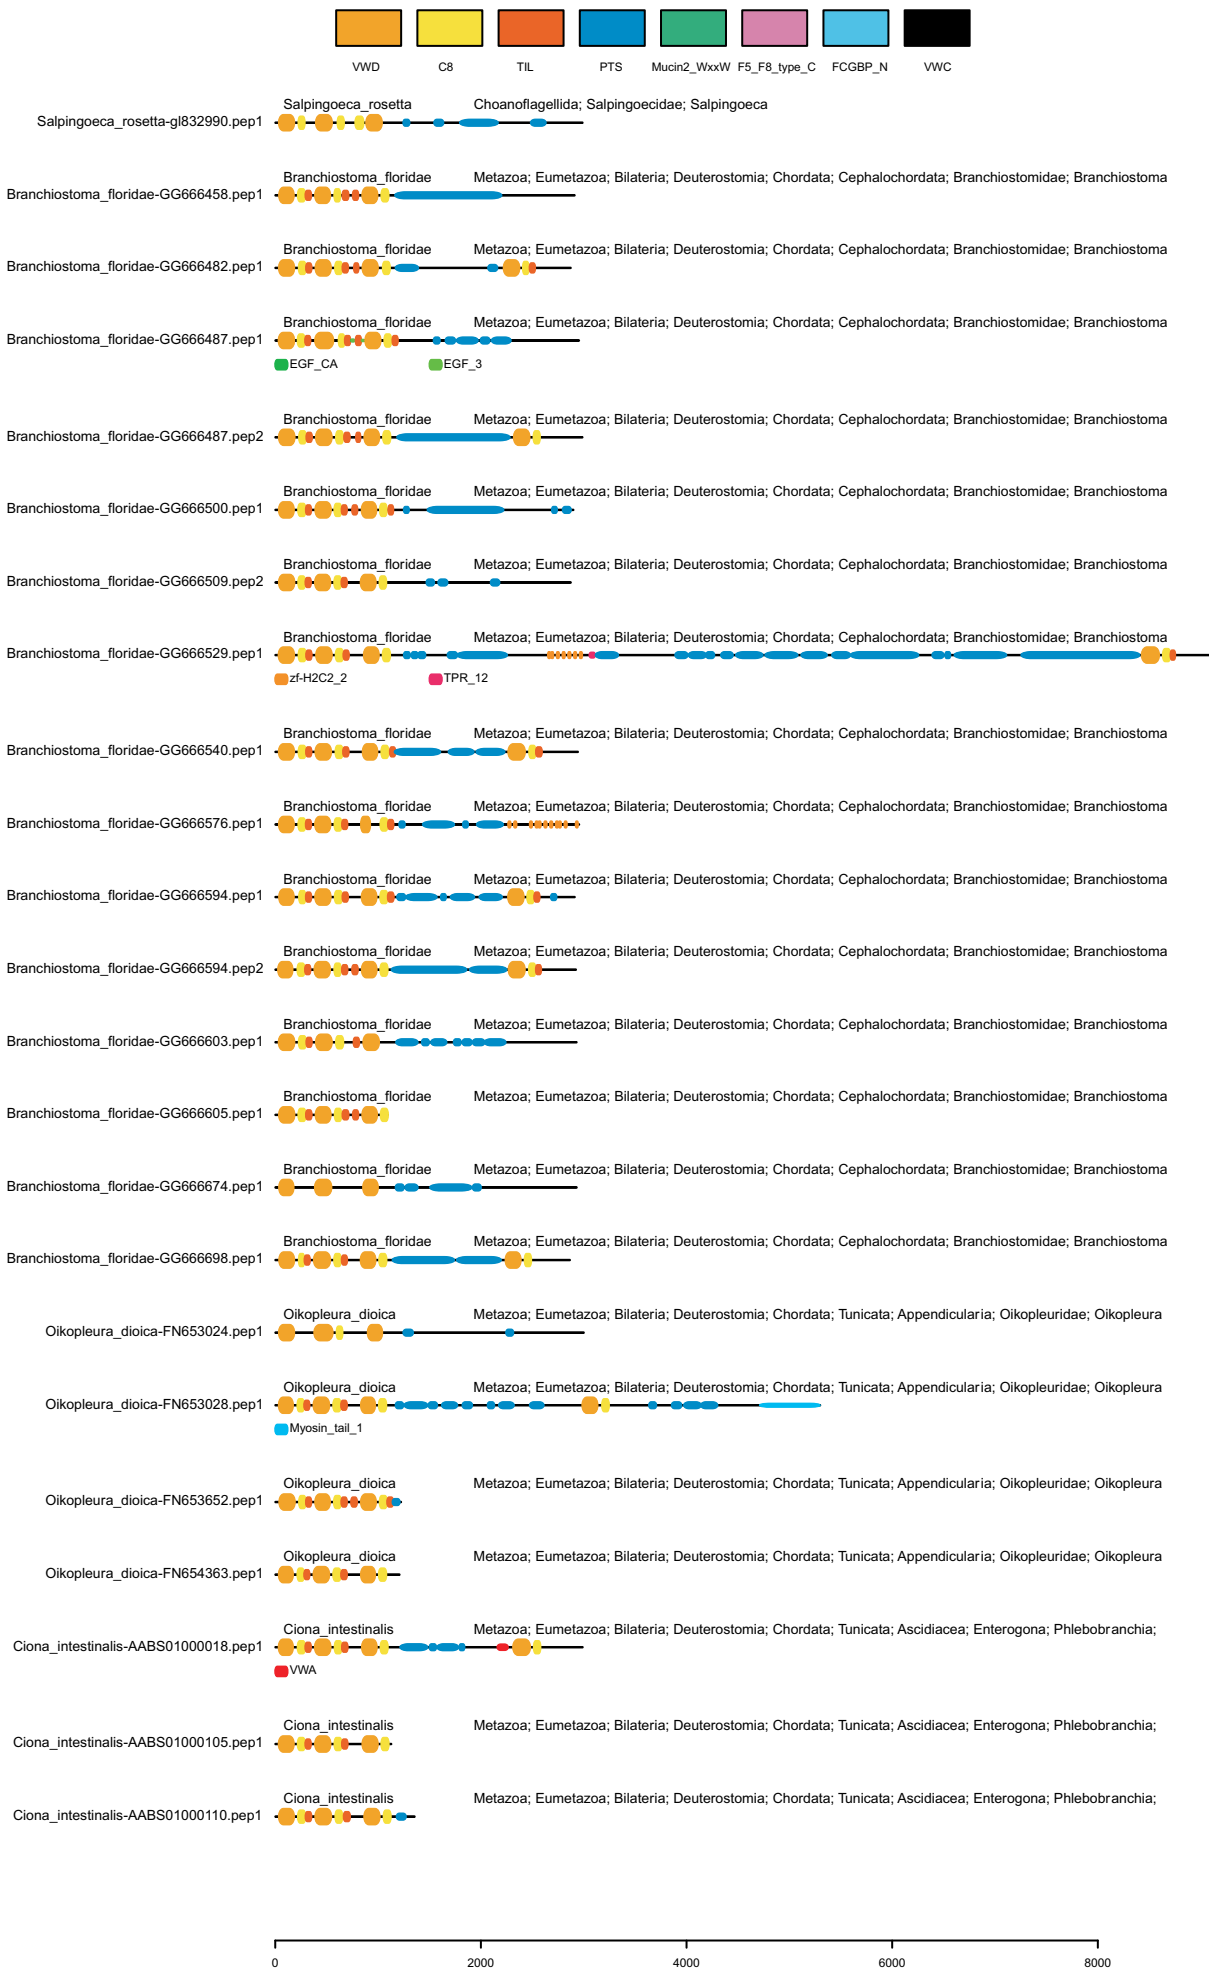 VWD C8 TIL PTS Mucin2_WxxW F5_F8_type_C FCGBP_N VWC
Salpingoeca_rosetta Choanoflagellida; Salpingoecidae; Salpingoeca
Salpingoeca_rosetta-gl832990.pep1
Branchiostoma_floridae Metazoa; Eumetazoa; Bilateria; Deuterostomia; Chordata; Cephalochordata; Branchiostomidae; Branchiostoma
Branchiostoma_floridae-GG666458.pep1
Branchiostoma_floridae Metazoa; Eumetazoa; Bilateria; Deuterostomia; Chordata; Cephalochordata; Branchiostomidae; Branchiostoma
Branchiostoma_floridae-GG666482.pep1
Branchiostoma_floridae Metazoa; Eumetazoa; Bilateria; Deuterostomia; Chordata; Cephalochordata; Branchiostomidae; Branchiostoma
Branchiostoma_floridae-GG666487.pep1
EGF_CA EGF_3
Branchiostoma_floridae Metazoa; Eumetazoa; Bilateria; Deuterostomia; Chordata; Cephalochordata; Branchiostomidae; Branchiostoma
Branchiostoma_floridae-GG666487.pep2
Branchiostoma_floridae Metazoa; Eumetazoa; Bilateria; Deuterostomia; Chordata; Cephalochordata; Branchiostomidae; Branchiostoma
Branchiostoma_floridae-GG666500.pep1
Branchiostoma_floridae Metazoa; Eumetazoa; Bilateria; Deuterostomia; Chordata; Cephalochordata; Branchiostomidae; Branchiostoma
Branchiostoma_floridae-GG666509.pep2
Branchiostoma_floridae Metazoa; Eumetazoa; Bilateria; Deuterostomia; Chordata; Cephalochordata; Branchiostomidae; Branchiostoma
Branchiostoma_floridae-GG666529.pep1
zf-H2C2_2 TPR_12
Branchiostoma_floridae Metazoa; Eumetazoa; Bilateria; Deuterostomia; Chordata; Cephalochordata; Branchiostomidae; Branchiostoma
Branchiostoma_floridae-GG666540.pep1
Branchiostoma_floridae Metazoa; Eumetazoa; Bilateria; Deuterostomia; Chordata; Cephalochordata; Branchiostomidae; Branchiostoma
Branchiostoma_floridae-GG666576.pep1
Branchiostoma_floridae Metazoa; Eumetazoa; Bilateria; Deuterostomia; Chordata; Cephalochordata; Branchiostomidae; Branchiostoma
Branchiostoma_floridae-GG666594.pep1
Branchiostoma_floridae Metazoa; Eumetazoa; Bilateria; Deuterostomia; Chordata; Cephalochordata; Branchiostomidae; Branchiostoma
Branchiostoma_floridae-GG666594.pep2
Branchiostoma_floridae Metazoa; Eumetazoa; Bilateria; Deuterostomia; Chordata; Cephalochordata; Branchiostomidae; Branchiostoma
Branchiostoma_floridae-GG666603.pep1
Branchiostoma_floridae Metazoa; Eumetazoa; Bilateria; Deuterostomia; Chordata; Cephalochordata; Branchiostomidae; Branchiostoma
Branchiostoma_floridae-GG666605.pep1
Branchiostoma_floridae Metazoa; Eumetazoa; Bilateria; Deuterostomia; Chordata; Cephalochordata; Branchiostomidae; Branchiostoma
Branchiostoma_floridae-GG666674.pep1
Branchiostoma_floridae Metazoa; Eumetazoa; Bilateria; Deuterostomia; Chordata; Cephalochordata; Branchiostomidae; Branchiostoma
Branchiostoma_floridae-GG666698.pep1
Oikopleura_dioica Metazoa; Eumetazoa; Bilateria; Deuterostomia; Chordata; Tunicata; Appendicularia; Oikopleuridae; Oikopleura
Oikopleura_dioica-FN653024.pep1
Oikopleura_dioica Metazoa; Eumetazoa; Bilateria; Deuterostomia; Chordata; Tunicata; Appendicularia; Oikopleuridae; Oikopleura
Oikopleura_dioica-FN653028.pep1
Myosin_tail_1
Oikopleura_dioica Metazoa; Eumetazoa; Bilateria; Deuterostomia; Chordata; Tunicata; Appendicularia; Oikopleuridae; Oikopleura
Oikopleura_dioica-FN653652.pep1
Oikopleura_dioica Metazoa; Eumetazoa; Bilateria; Deuterostomia; Chordata; Tunicata; Appendicularia; Oikopleuridae; Oikopleura
Oikopleura_dioica-FN654363.pep1
Ciona_intestinalis Metazoa; Eumetazoa; Bilateria; Deuterostomia; Chordata; Tunicata; Ascidiacea; Enterogona; Phlebobranchia;
Ciona_intestinalis-AABS01000018.pep1
VWA
Ciona_intestinalis Metazoa; Eumetazoa; Bilateria; Deuterostomia; Chordata; Tunicata; Ascidiacea; Enterogona; Phlebobranchia;
Ciona_intestinalis-AABS01000105.pep1
Ciona_intestinalis Metazoa; Eumetazoa; Bilateria; Deuterostomia; Chordata; Tunicata; Ascidiacea; Enterogona; Phlebobranchia;
Ciona_intestinalis-AABS01000110.pep1
0 2000 4000 6000 8000